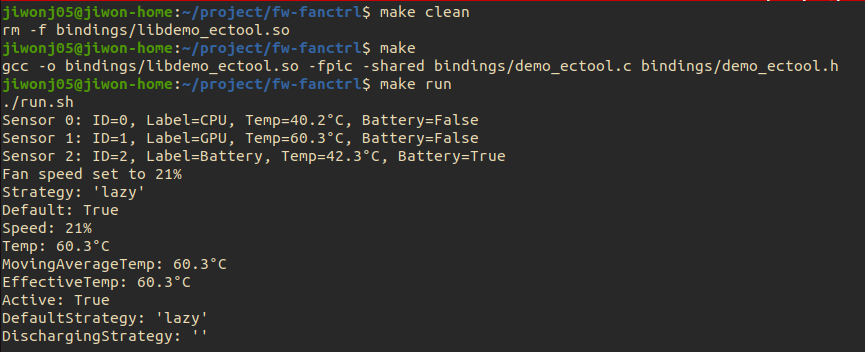 jiwonj05@jiwon-home:~/project/fw-fanctrl$ make clean
rm -f bindings/libdemo_ectool.so
jiwonj05@jiwon-home:~/project/fw-fanctrl$ make
gcc -o bindings/libdemo_ectool.so -fpic -shared bindings/demo_ectool.c bindings/demo_ectool.h
jiwonj05@jiwon-home:~/project/fw-fanctrl$ make run
./run.sh
Sensor 0: ID=0, Label=CPU, Temp=40.2°C, Battery=False
Sensor 1: ID=1, Label=GPU, Temp=60.3°C, Battery=False
Sensor 2: ID=2, Label=Battery, Temp=42.3°C, Battery=True
Fan speed set to 21%
Strategy: 'lazy'
Default: True
Speed: 21%
Temp: 60.3°C
MovingAverageTemp: 60.3°C
EffectiveTemp: 60.3°C
Active: True
DefaultStrategy: 'lazy'
DischargingStrategy: ''